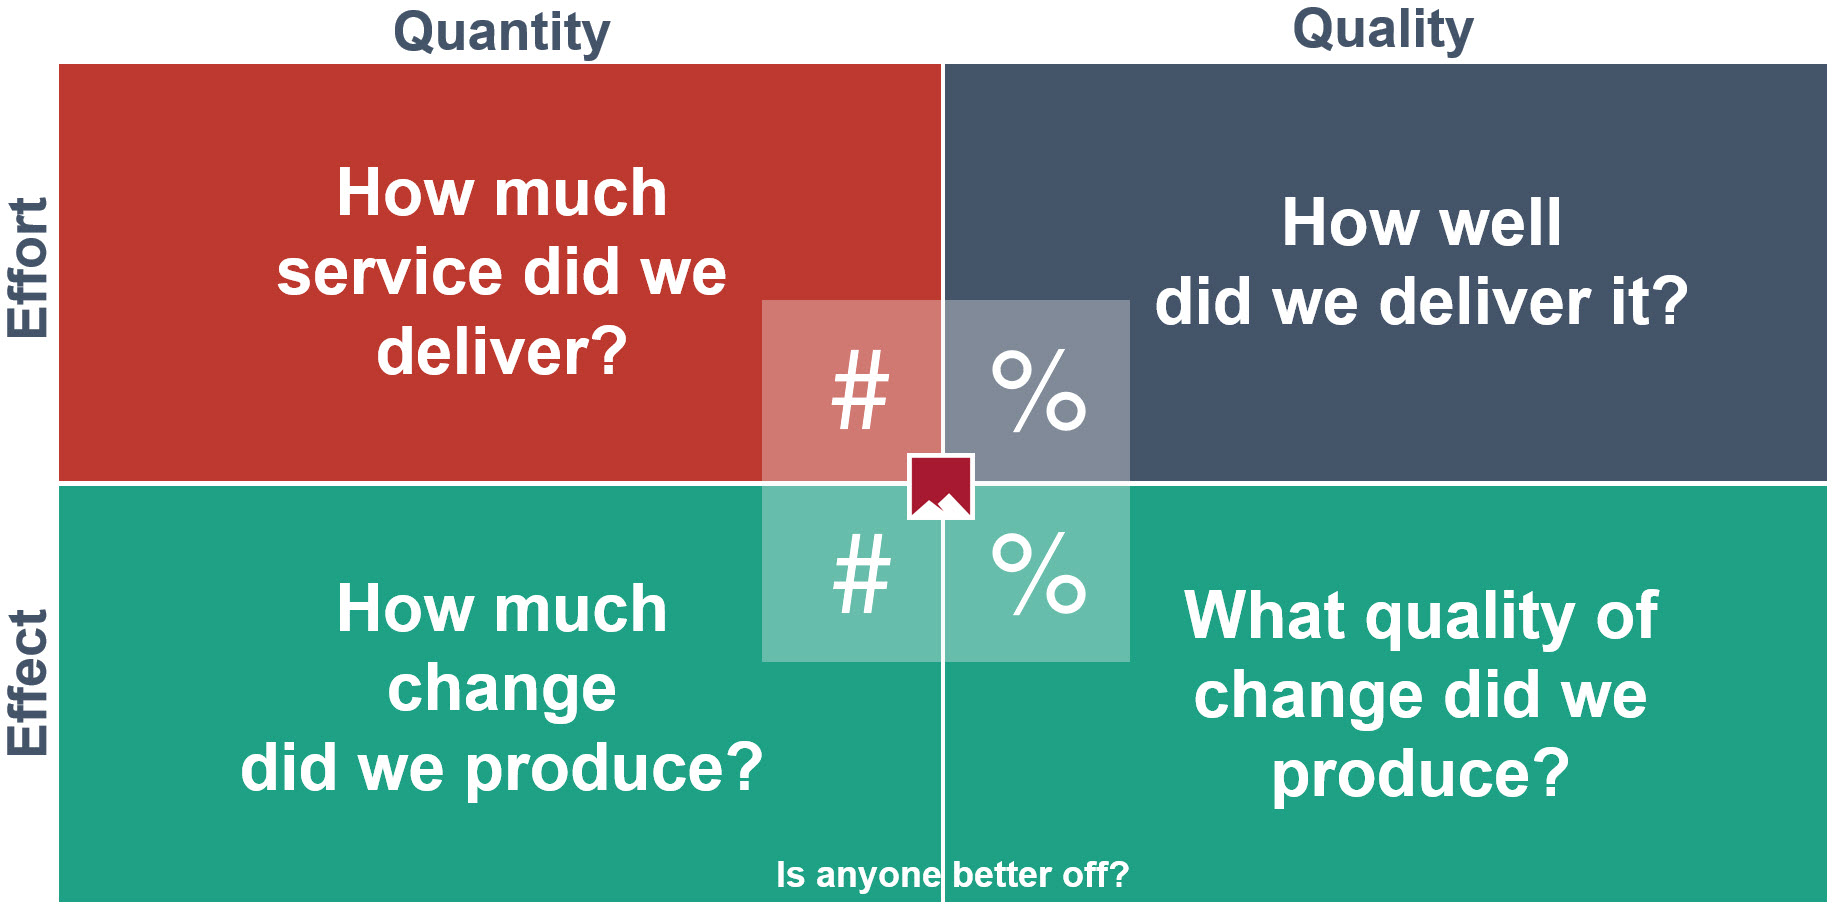 Quantity
Quality
Effort
How much
service did we
deliver?
#
How well
did we deliver it?
%
Effect
How much
change
did we produce?
#
What quality of
change did we
produce?
%
Is anyone better off?